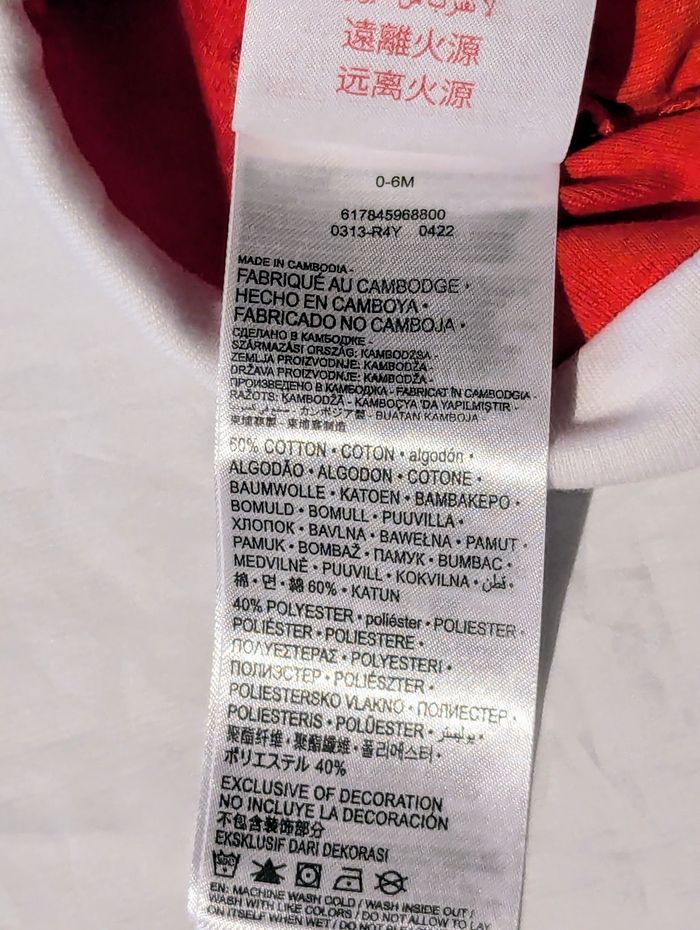 遠離火源
远离火源
0-6M
617845968800
0313-R4Y 0422
MADE IN CAMBODIA -
FABRIQUÉ AU CAMBODGE •
HECHO EN CAMBOYA •
FABRICADO NO CAMBOJA •
СДЕЛАНО В КАМБОДЖЕ -
SZÁRMAZÁSI ORSZÁG: KAMBODZSA -
ZEMLJA PROIZVODNJE: KAMBODŽA -
DRŽAVA PROIZVODNJE: KAMBODŽA -
ПРОИЗВЕДЕНО В КАМБОДЖА - FABRICAT ÎN CAMBODGIA -
RAŽOTS: KAMBODŽĀ - KAMBOÇYA 'DA YAPILMIŞTIR -
カンボジア製 - BUATAN KAMBOJA
柬埔寨製 - 柬埔寨制造
60% COTTON • COTON • algodón •
ALGODÃO • ALGODON • COTONE •
BAUMWOLLE • KATOEN • ΒΑΜΒΑΚΕΡΟ •
BOMULD • BOMULL • PUUVILLA •
ХЛОПОК • BAVLNA • BAWEŁNA • PAMUT •
PAMUK • BOMBAŽ • ПАМУК • BUMBAC •
MEDVILNĖ • PUUVILL • KOKVILNA • قطن •
棉 • 면 • 綿 60% • KATUN
40% POLYESTER • poliéster • POLIESTER •
POLIÉSTER • POLIESTERE •
ΠΟΛΥΕΣΤΕΡΑΣ • POLYESTERI •
ПОЛИЭСТЕР • POLIÉSZTER •
POLIESTERSKO VLAKNO • ПОЛИЕСТЕР •
POLIESTERIS • POLÜESTER • بوليستر •
聚酯纤维 • 聚酯纖維 • 폴리에스터 •
ポリエステル 40%
EXCLUSIVE OF DECORATION
NO INCLUYE LA DECORACIÓN
不包含装饰部分
EKSKLUSIF DARI DEKORASI
EN: MACHINE WASH COLD / WASH INSIDE OUT /
WASH WITH LIKE COLORS / DO NOT ALLOW TO LAY
ON ITSELF WHEN WET / DO NOT